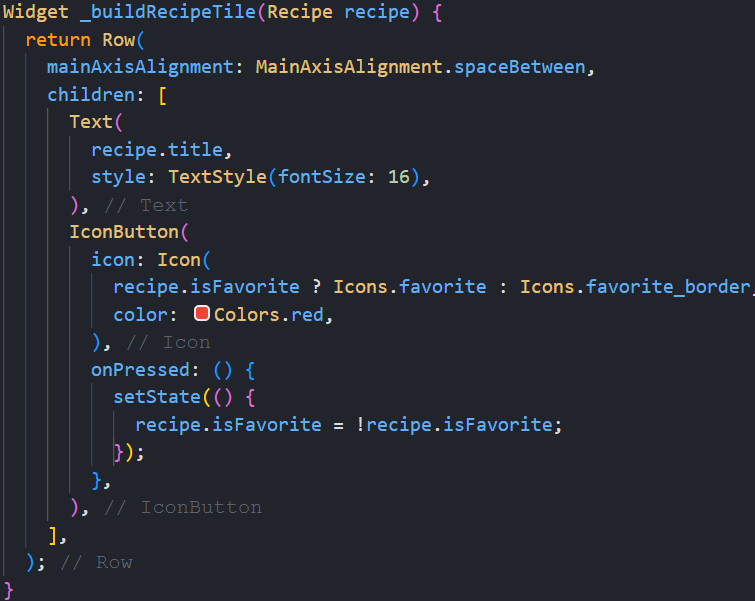 Widget _buildRecipeTile(Recipe recipe) {
  return Row(
    mainAxisAlignment: MainAxisAlignment.spaceBetween,
    children: [
      Text(
        recipe.title,
        style: TextStyle(fontSize: 16),
      ), // Text
      IconButton(
        icon: Icon(
          recipe.isFavorite ? Icons.favorite : Icons.favorite_border,
          color: Colors.red,
        ), // Icon
        onPressed: () {
          setState(() {
            recipe.isFavorite = !recipe.isFavorite;
          });
        },
      ), // IconButton
    ],
  ); // Row
}